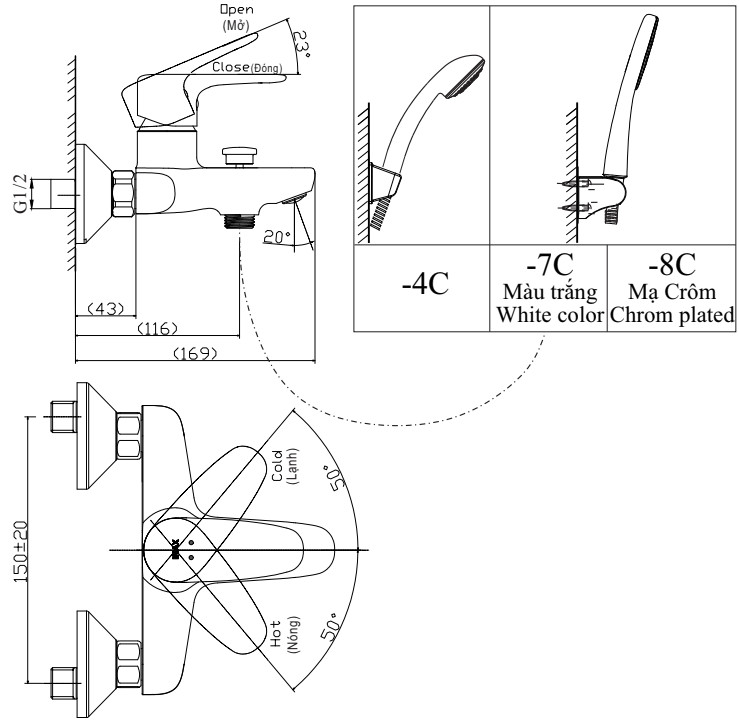 Open
(Mở)
23°
Close(Đóng)
G1/2
20°
(43)
(116)
(169)
-4C
-7C
Màu trắng
White color
-8C
Mạ Crôm
Chrom plated
Cold
(Lạnh)
50°
150±20
INAX
Hot
(Nóng)
50°